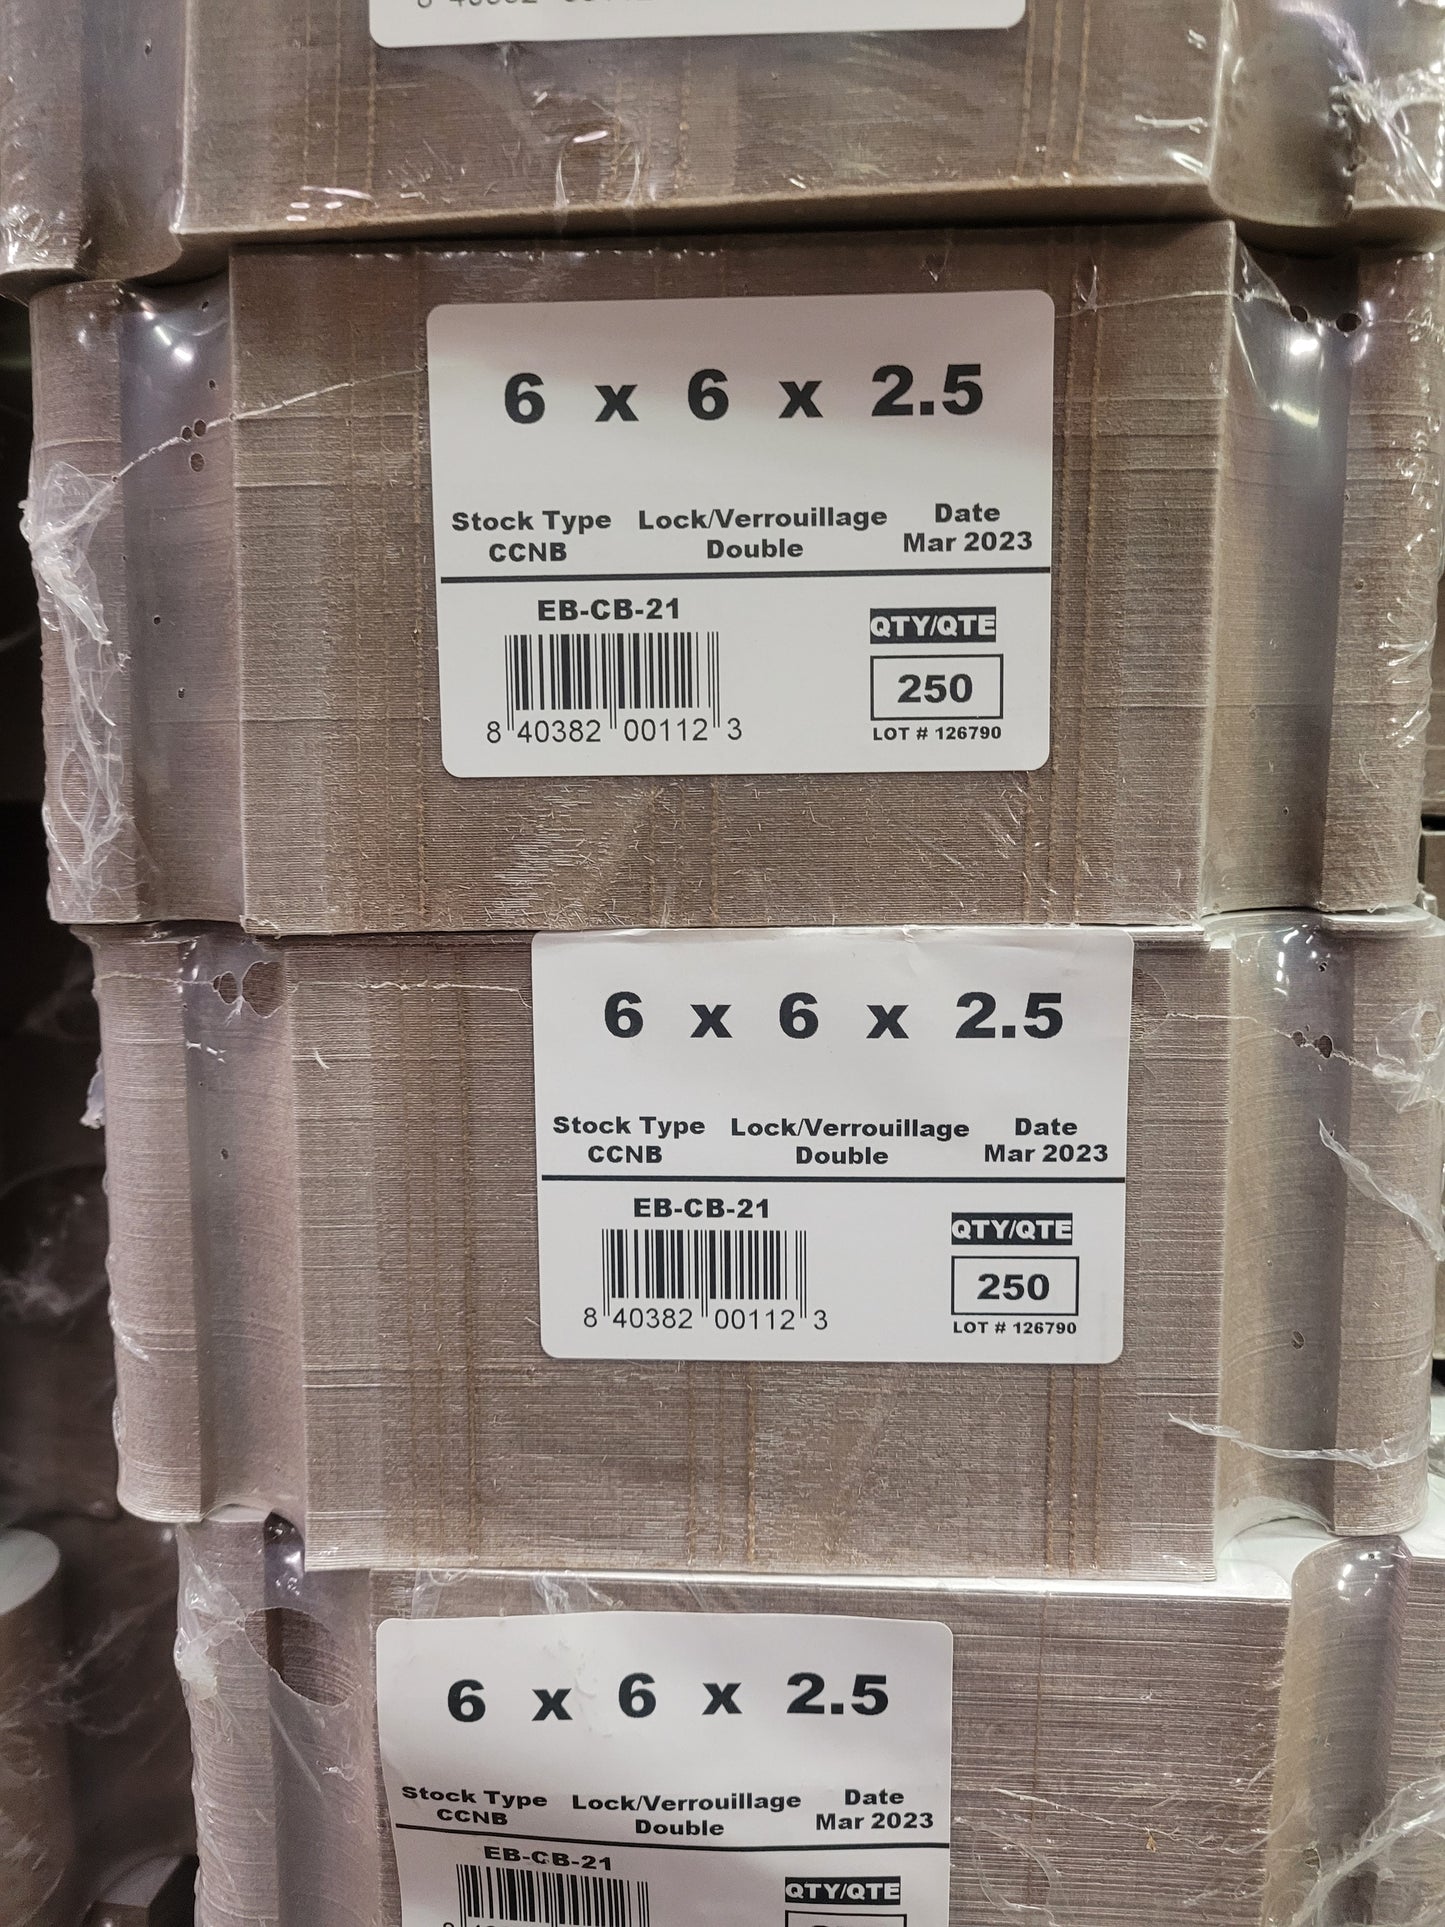 6 x 6 x 2.5
Stock Type Lock/Verrouillage Date
CCNB Double Mar 2023
EB-CB-21
QTY/QTE
250
8 40382 00112 3
LOT # 126790
6 x 6 x 2.5
Stock Type Lock/Verrouillage Date
CCNB Double Mar 2023
EB-CB-21
QTY/QTE
250
8 40382 00112 3
LOT # 126790
6 x 6 x 2.5
Stock Type Lock/Verrouillage Date
CCNB Double Mar 2023
EB-CB-21
QTY/QTE